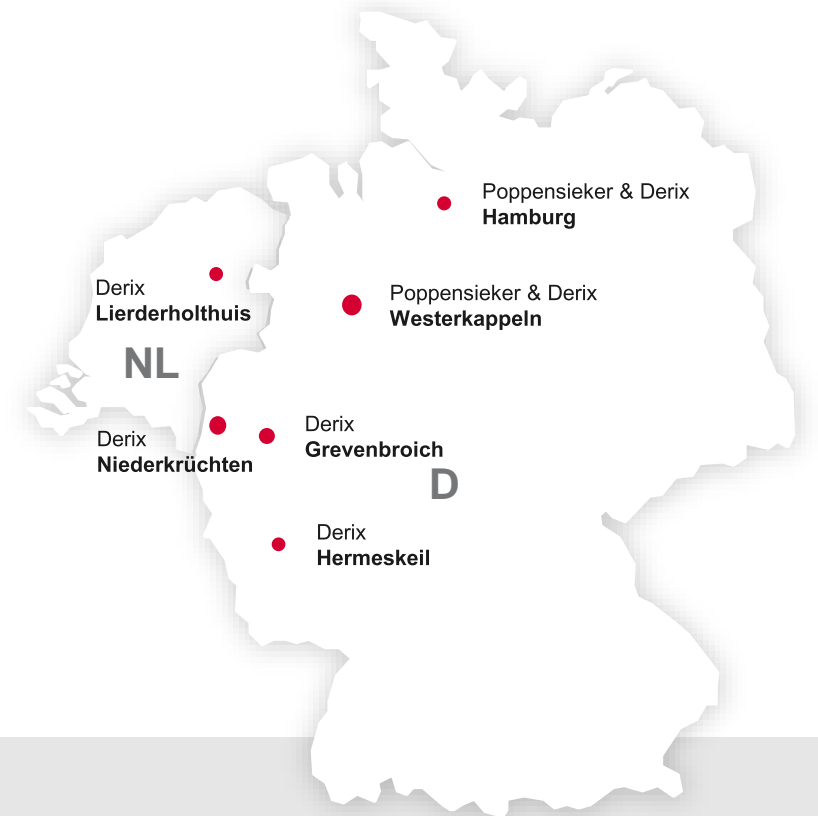 Poppensieker & Derix
Hamburg
Derix
Lierderholthuis
Poppensieker & Derix
Westerkappeln
NL
Derix
Niederkrüchten
Derix
Grevenbroich
D
Derix
Hermeskeil